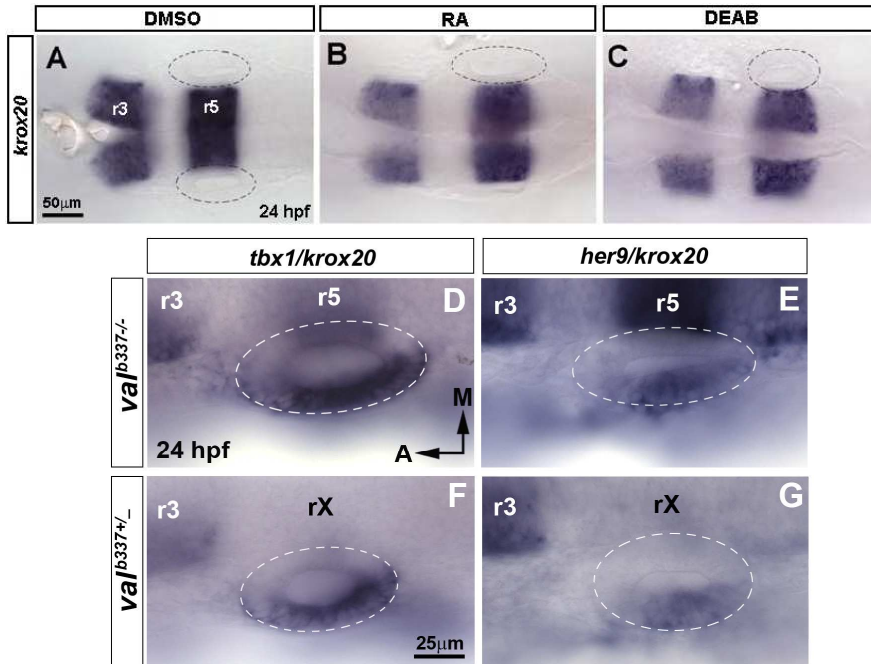 DMSO
RA
DEAB
krox20
A
r3
r5
50µm
24 hpf
B
C
tbx1/krox20
her9/krox20
val b337-/-
r3
r5
D
M
A
24 hpf
r3
r5
E
val b337+/_
r3
rX
F
25µm
r3
rX
G